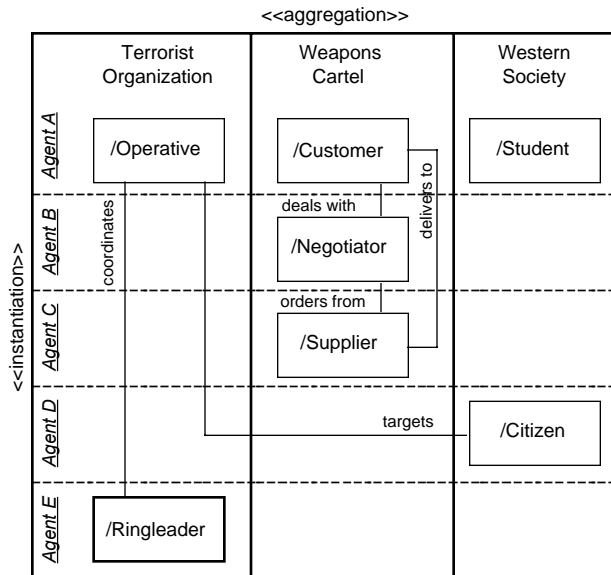 <<aggregation>>
Terrorist
Organization
Weapons
Cartel
Western
Society
<<instantiation>>
Agent A
/Operative
/Customer
/Student
coordinates
deals with
delivers to
Agent B
/Negotiator
orders from
Agent C
/Supplier
Agent D
targets
/Citizen
Agent E
/Ringleader